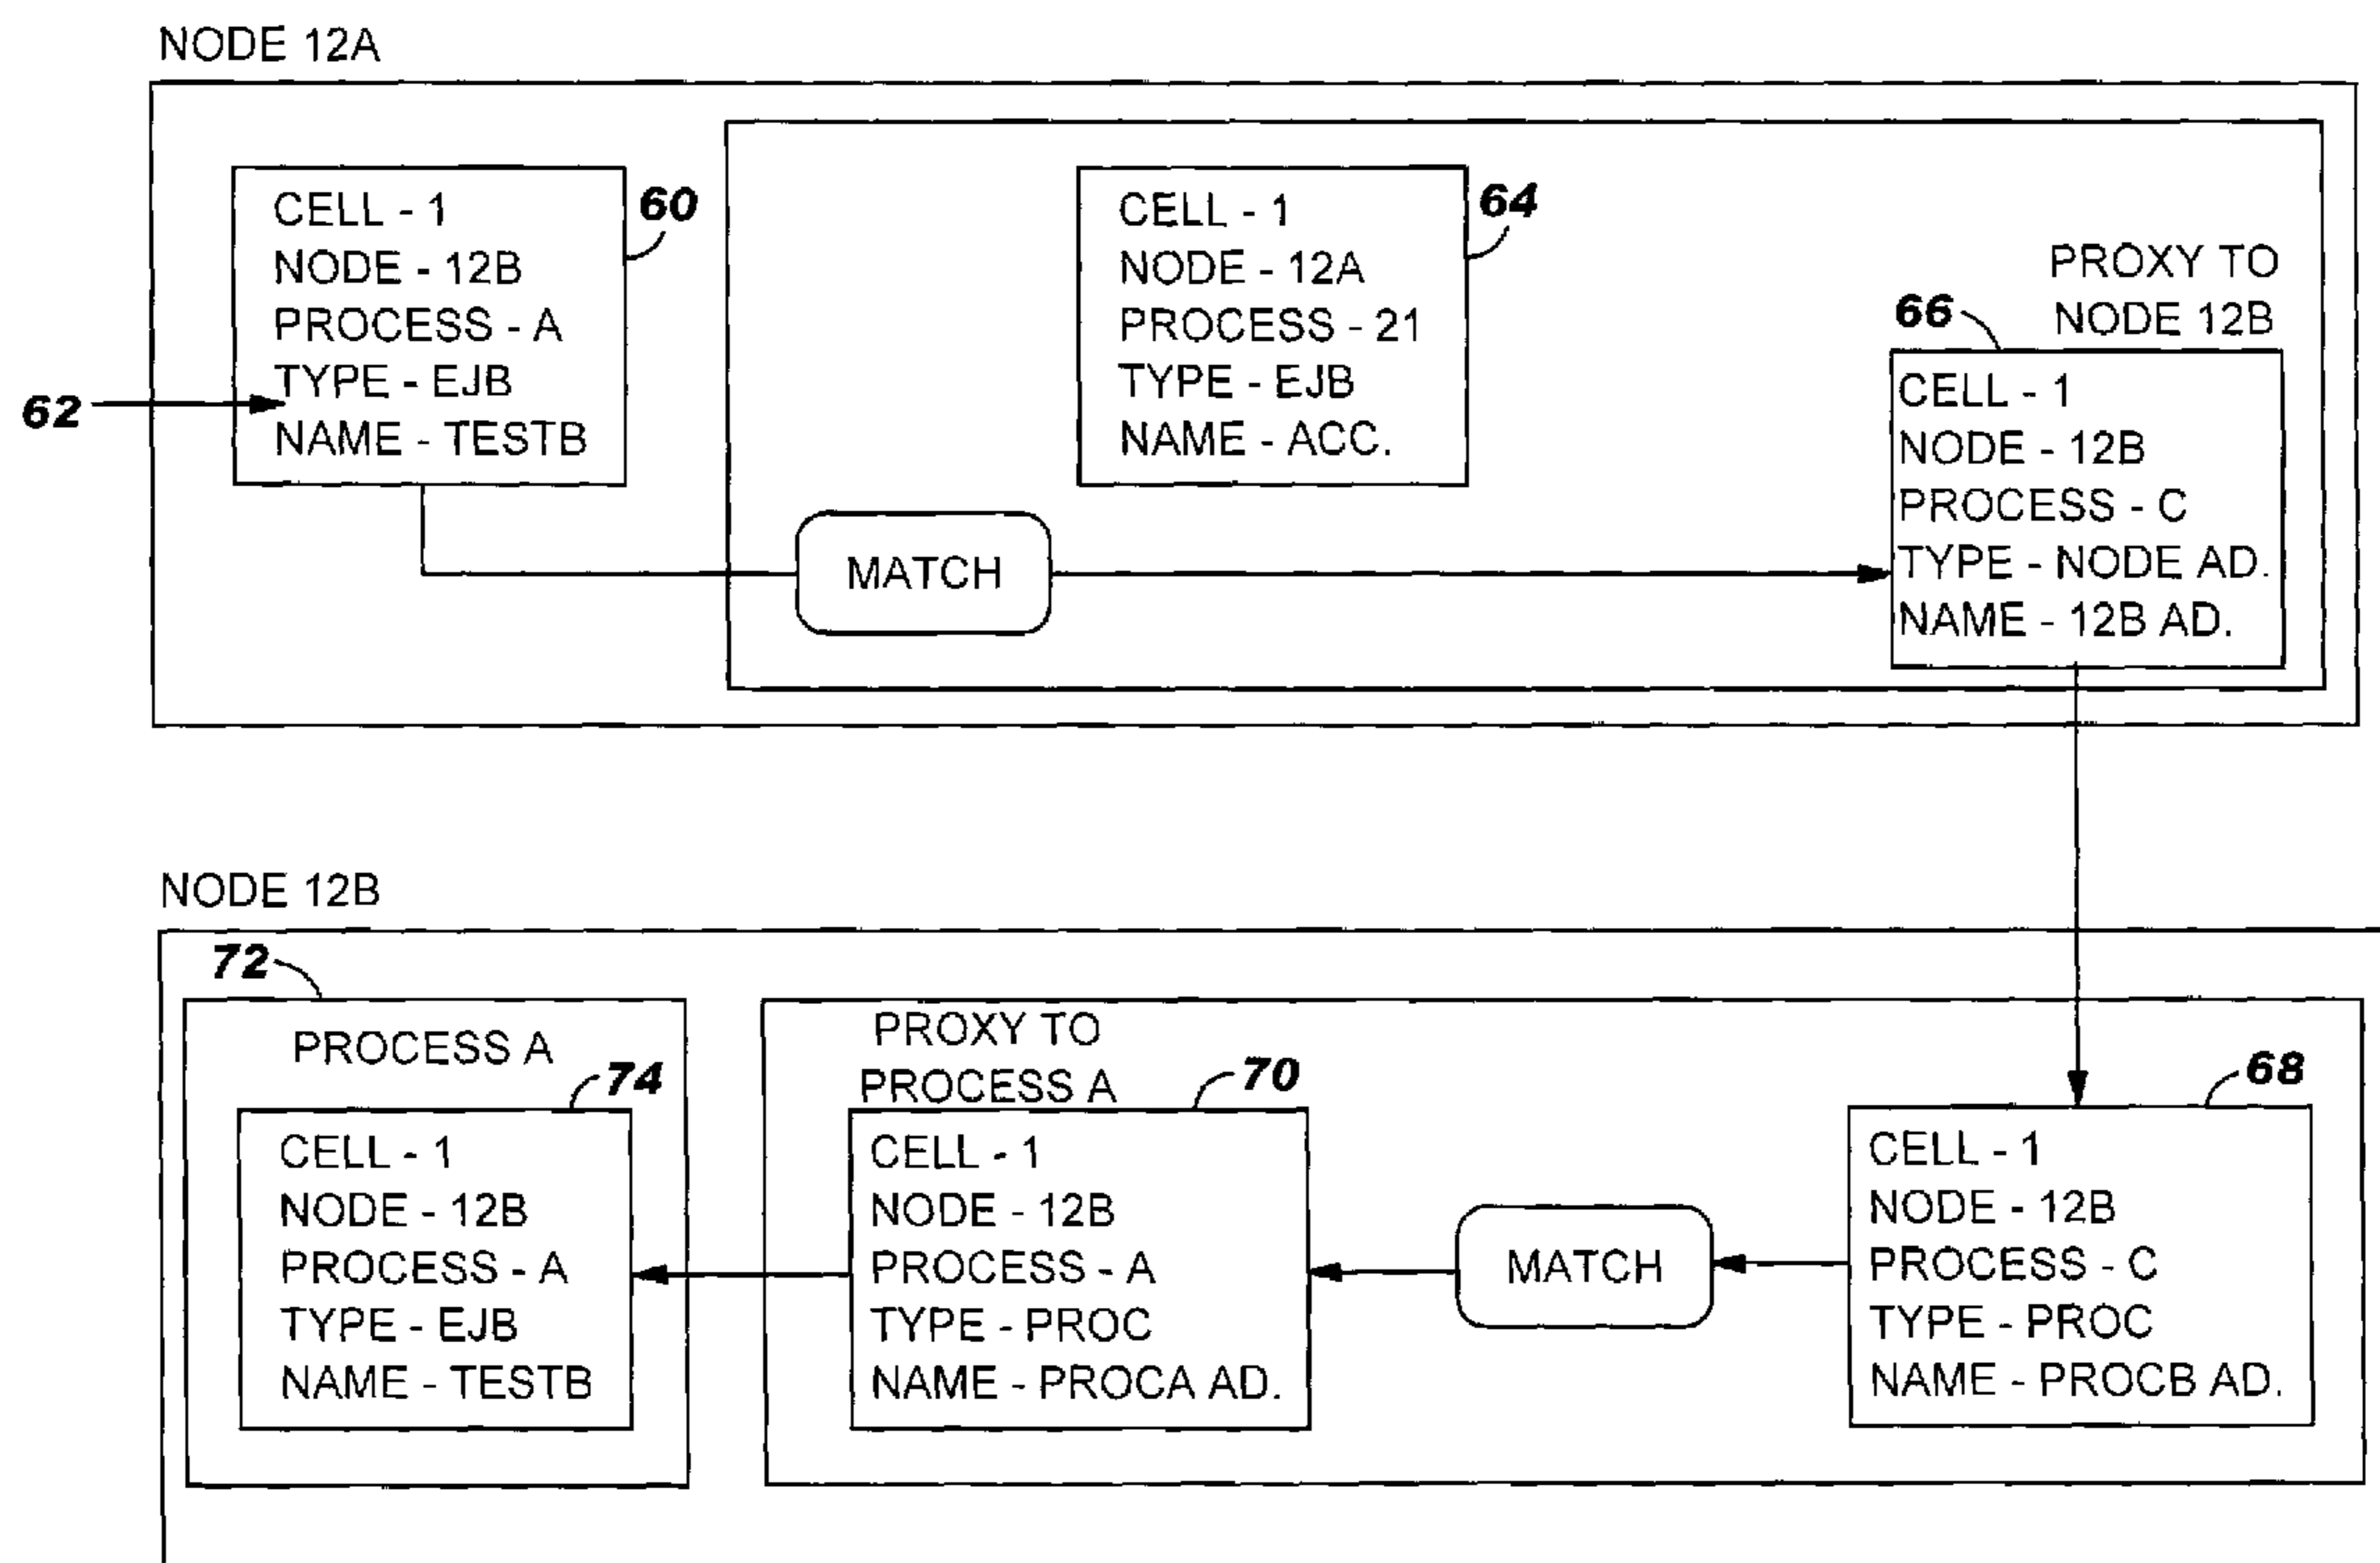 NODE 12A
CELL - 1
NODE - 12B
PROCESS - A
TYPE - EJB
NAME - TESTB
60
62
CELL - 1
NODE - 12A
PROCESS - 21
TYPE - EJB
NAME - ACC.
64
PROXY TO
NODE 12B
66
CELL - 1
NODE - 12B
PROCESS - C
TYPE - NODE AD.
NAME - 12B AD.
MATCH
NODE 12B
72
PROCESS A
74
CELL - 1
NODE - 12B
PROCESS - A
TYPE - EJB
NAME - TESTB
PROXY TO
PROCESS A
70
CELL - 1
NODE - 12B
PROCESS - A
TYPE - PROC
NAME - PROCA AD.
MATCH
68
CELL - 1
NODE - 12B
PROCESS - C
TYPE - PROC
NAME - PROCB AD.